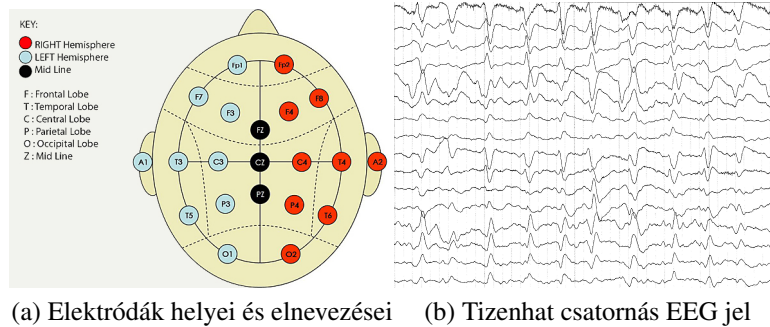 KEY:
RIGHT Hemisphere
LEFT Hemisphere
Mid Line
F : Frontal Lobe
T : Temporal Lobe
C : Central Lobe
P : Parietal Lobe
O : Occipital Lobe
Z : Mid Line
Fp1 Fp2
F7 F8
F3 F4
FZ
A1 T3 C3 CZ C4 T4 A2
PZ
P3 P4
T5 T6
O1 O2
(a) Elektródák helyei és elnevezései (b) Tizenhat csatornás EEG jel